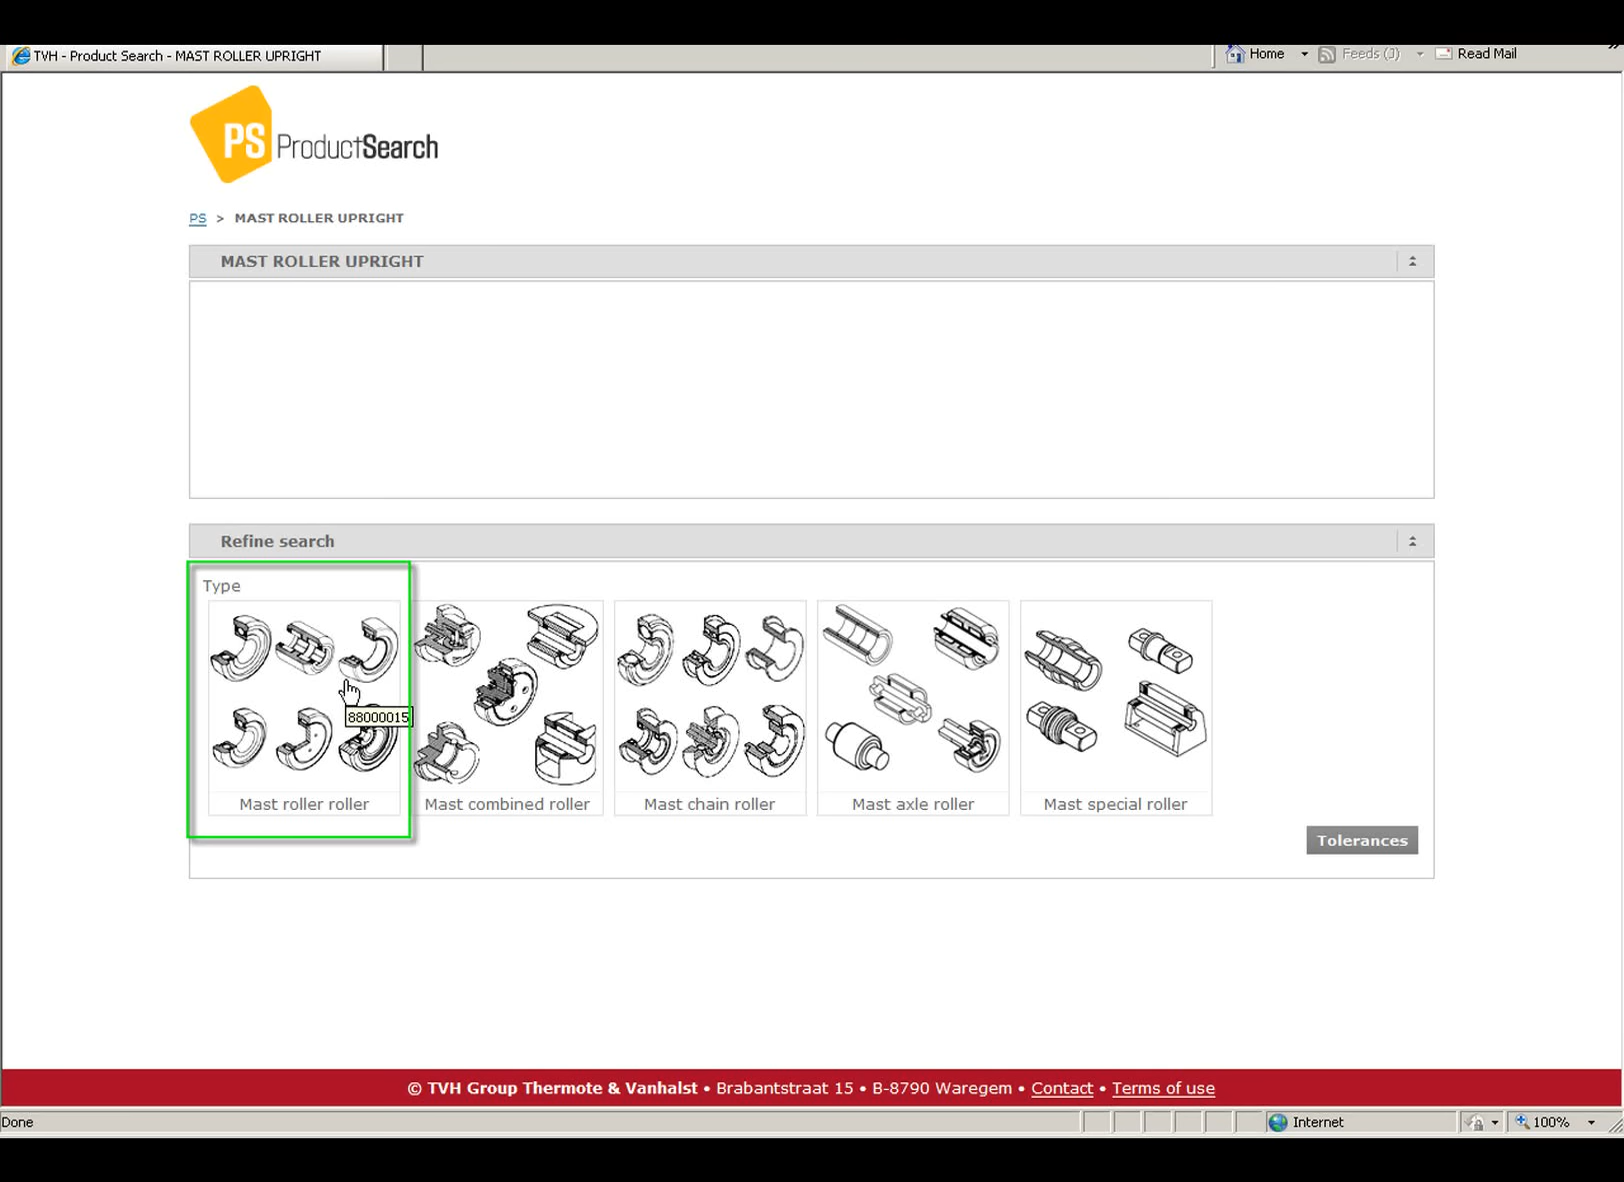 TVH - Product Search - MAST ROLLER UPRIGHT
Home
Feeds (J)
Read Mail
PS ProductSearch
PS > MAST ROLLER UPRIGHT
MAST ROLLER UPRIGHT
Refine search
Type
88000015
Mast roller roller
Mast combined roller
Mast chain roller
Mast axle roller
Mast special roller
Tolerances
© TVH Group Thermote & Vanhalst • Brabantstraat 15 • B-8790 Waregem • Contact • Terms of use
Done
Internet
100%